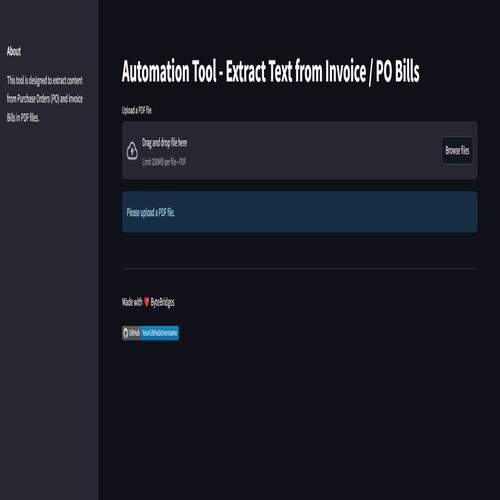 About
This tool is designed to extract content
from Purchase Orders (PO) and Invoice
Bills in PDF files.
Automation Tool - Extract Text from Invoice / PO Bills
Upload a PDF file
Drag and drop file here
Limit 200MB per file • PDF
Browse files
Please upload a PDF file.
Made with ❤️ ByteBridges
GitHub YourGitHubUsername